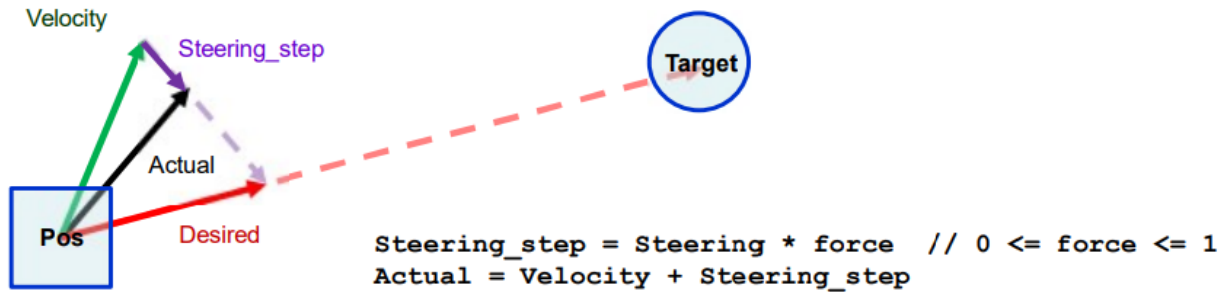 Velocity
Steering_step
Target
Actual
Pos
Desired
Steering_step = Steering * force  // 0 <= force <= 1
Actual = Velocity + Steering_step